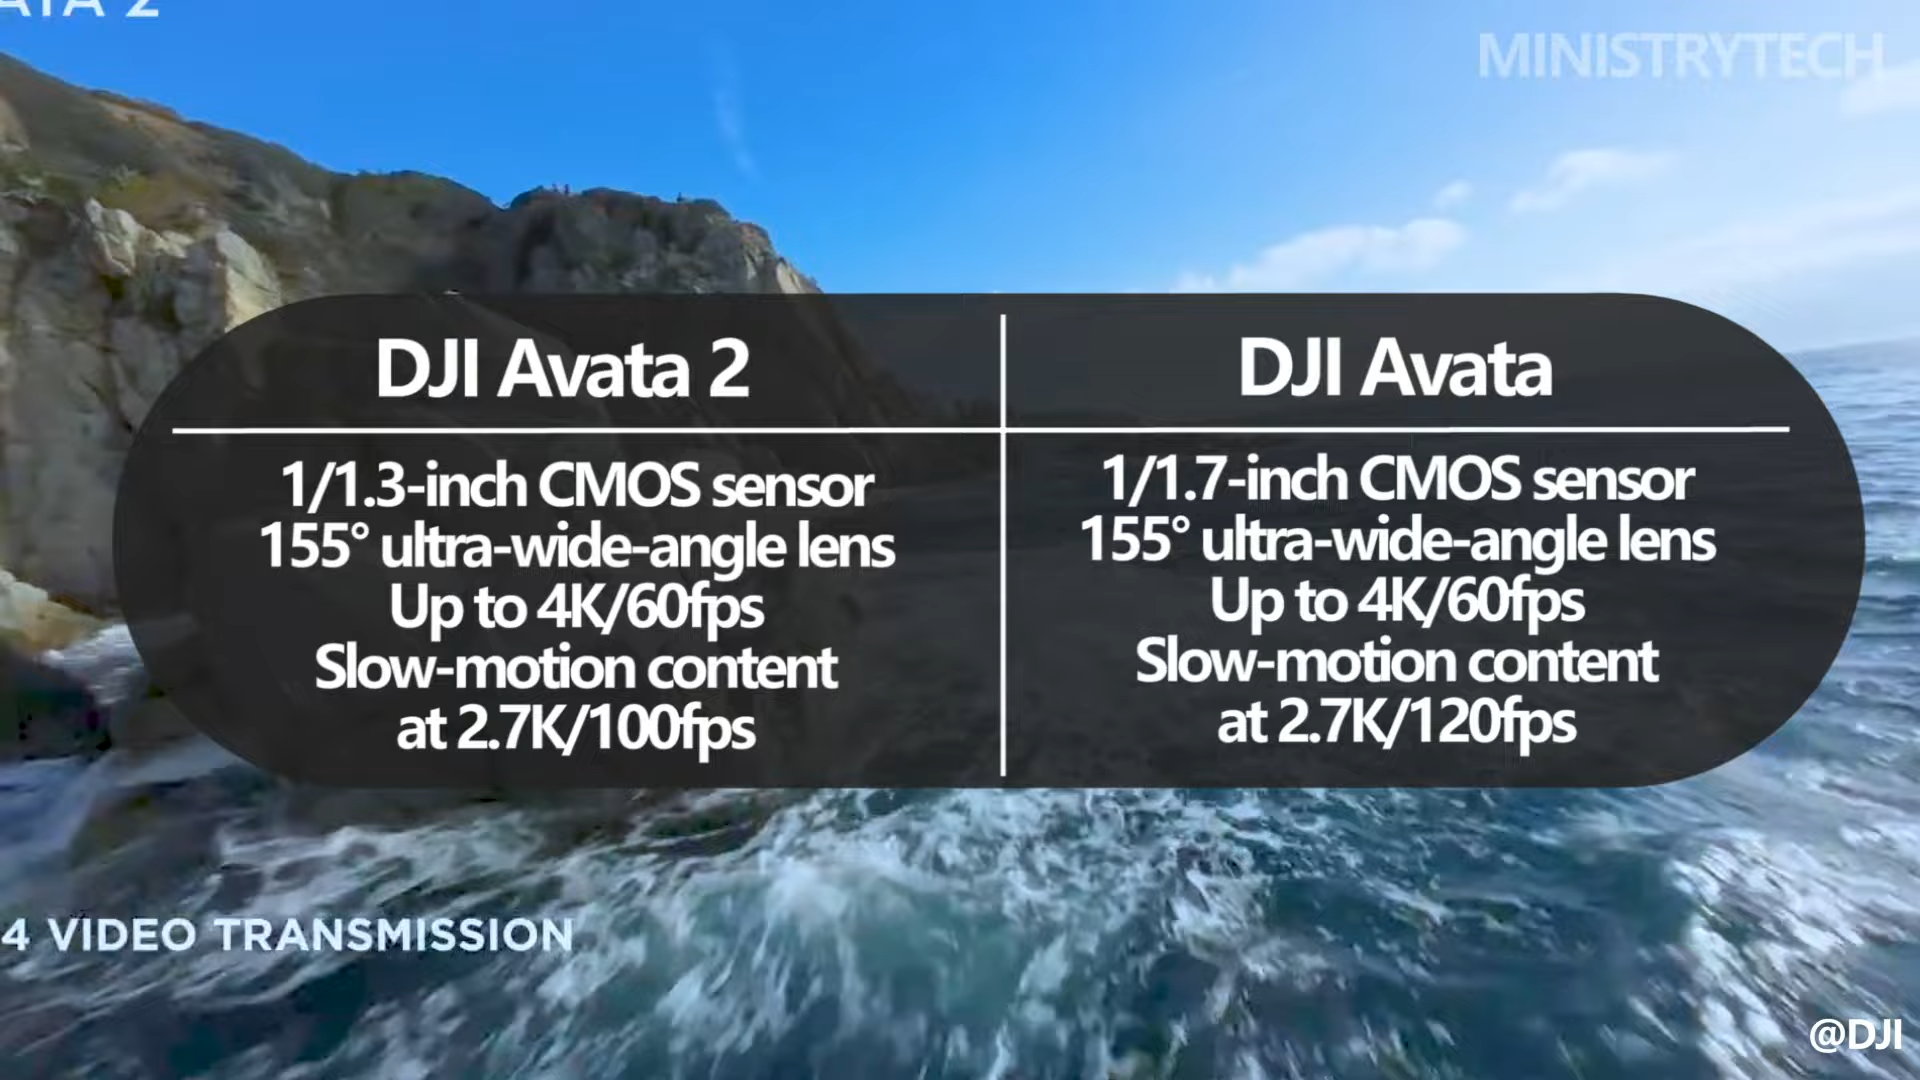 MINISTRYTECH
DJI Avata 2
1/1.3-inch CMOS sensor
155° ultra-wide-angle lens
Up to 4K/60fps
Slow-motion content
at 2.7K/100fps
DJI Avata
1/1.7-inch CMOS sensor
155° ultra-wide-angle lens
Up to 4K/60fps
Slow-motion content
at 2.7K/120fps
4 VIDEO TRANSMISSION
@DJI